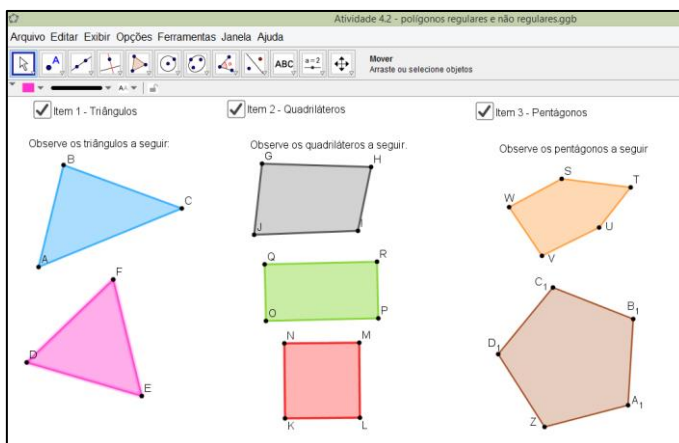 Atividade 4.2 - polígonos regulares e não regulares.ggb
Arquivo Editar Exibir Opções Ferramentas Janela Ajuda
A
ABC
a=2
Mover
Arraste ou selecione objetos
AA
Item 1 - Triângulos
Item 2 - Quadriláteros
Item 3 - Pentágonos
Observe os triângulos a seguir:
Observe os quadriláteros a seguir.
Observe os pentágonos a seguir
B
C
A
F
D
E
G
H
J
I
Q
R
O
P
N
M
K
L
S
T
W
U
V
C₁
B₁
D₁
A₁
Z